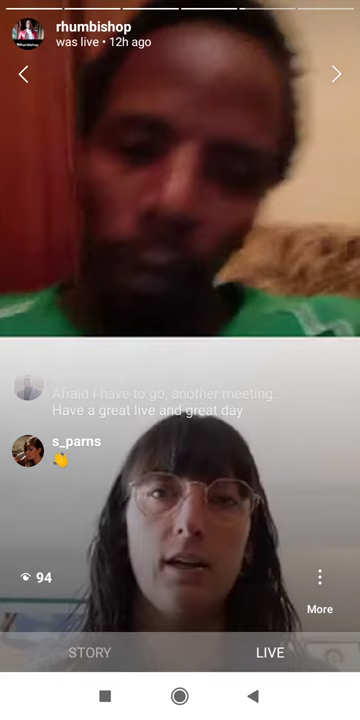 rhumbishop
was live • 12h ago
Afraid I have to go, another meeting.
Have a great live and great day
s_parns
👏
94
More
STORY
LIVE